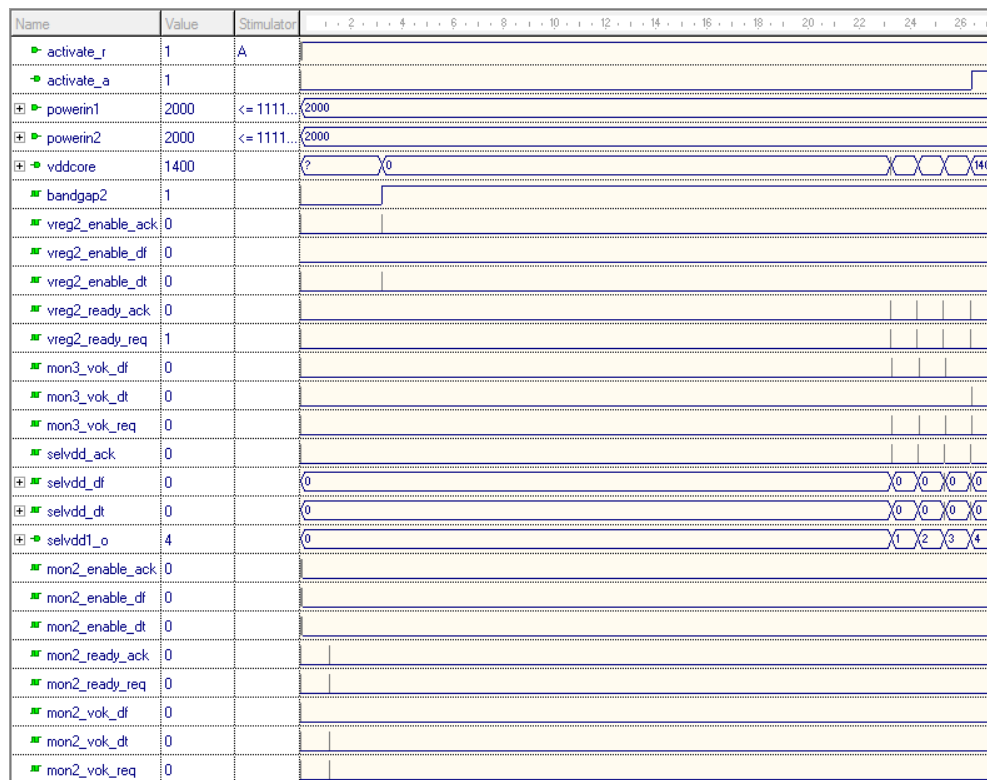 Name Value Stimulator 2 4 6 8 10 12 14 16 18 20 22 24 26
activate_r 1 A
activate_a 1
powerin1 2000 <= 1111... 2000
powerin2 2000 <= 1111... 2000
vddcore 1400 ? 0 140
bandgap2 1
vreg2_enable_ack 0
vreg2_enable_df 0
vreg2_enable_dt 0
vreg2_ready_ack 0
vreg2_ready_req 1
mon3_vok_df 0
mon3_vok_dt 0
mon3_vok_req 0
selvdd_ack 0
selvdd_df 0 0 0 0 0 0
selvdd_dt 0 0 0 0 0 0
selvdd1_o 4 0 1 2 3 4
mon2_enable_ack 0
mon2_enable_df 0
mon2_enable_dt 0
mon2_ready_ack 0
mon2_ready_req 0
mon2_vok_df 0
mon2_vok_dt 0
mon2_vok_req 0